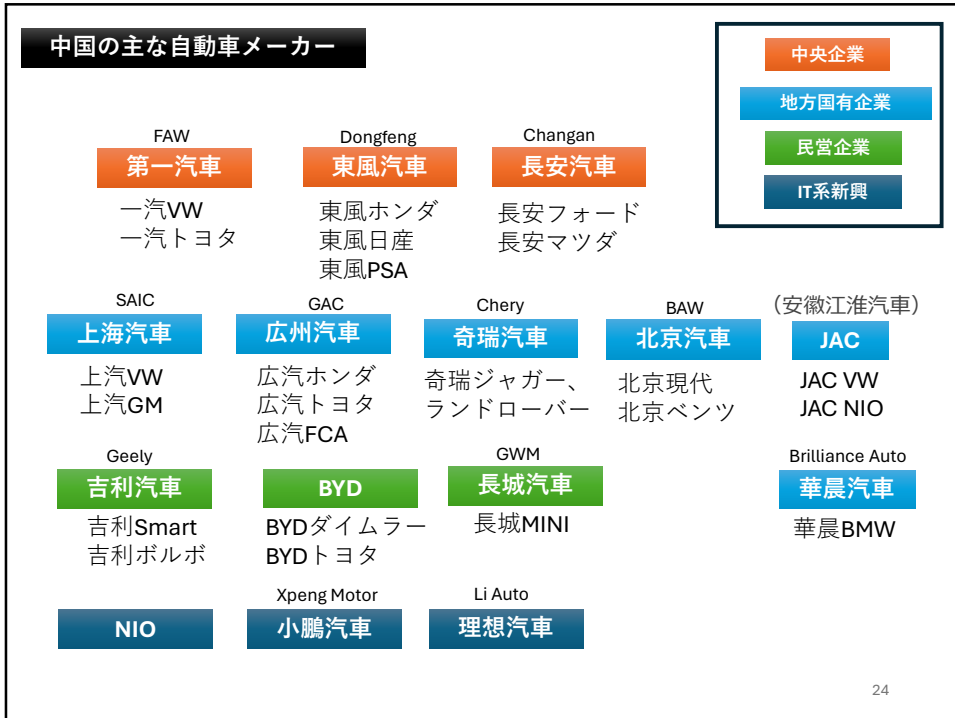 中国の主な自動車メーカー
中央企業
地方国有企業
民営企業
IT系新興
FAW
第一汽車
一汽VW
一汽トヨタ
Dongfeng
東風汽車
東風ホンダ
東風日産
東風PSA
Changan
長安汽車
長安フォード
長安マツダ
SAIC
上海汽車
上汽VW
上汽GM
GAC
広州汽車
広汽ホンダ
広汽トヨタ
広汽FCA
Chery
奇瑞汽車
奇瑞ジャガー、
ランドローバー
BAW
北京汽車
北京現代
北京ベンツ
（安徽江淮汽車）
JAC
JAC VW
JAC NIO
Geely
吉利汽車
吉利Smart
吉利ボルボ
BYD
BYDダイムラー
BYDトヨタ
GWM
長城汽車
長城MINI
Brilliance Auto
華晨汽車
華晨BMW
NIO
Xpeng Motor
小鵬汽車
Li Auto
理想汽車
24